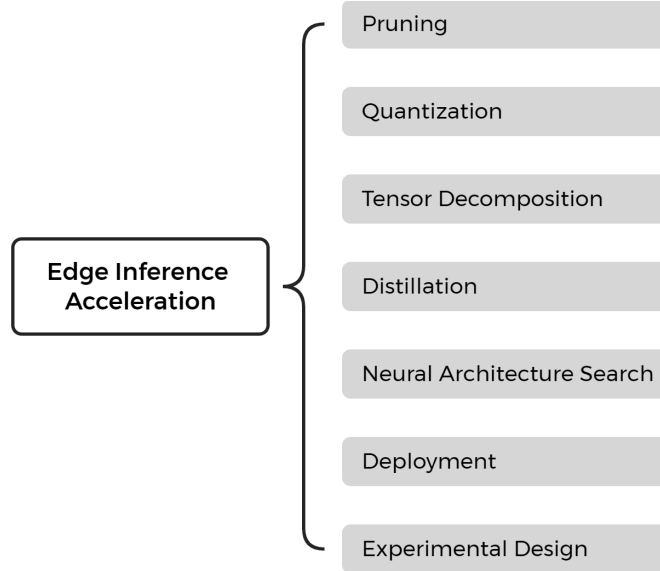 Pruning
Quantization
Tensor Decomposition
Edge Inference
Acceleration
Distillation
Neural Architecture Search
Deployment
Experimental Design